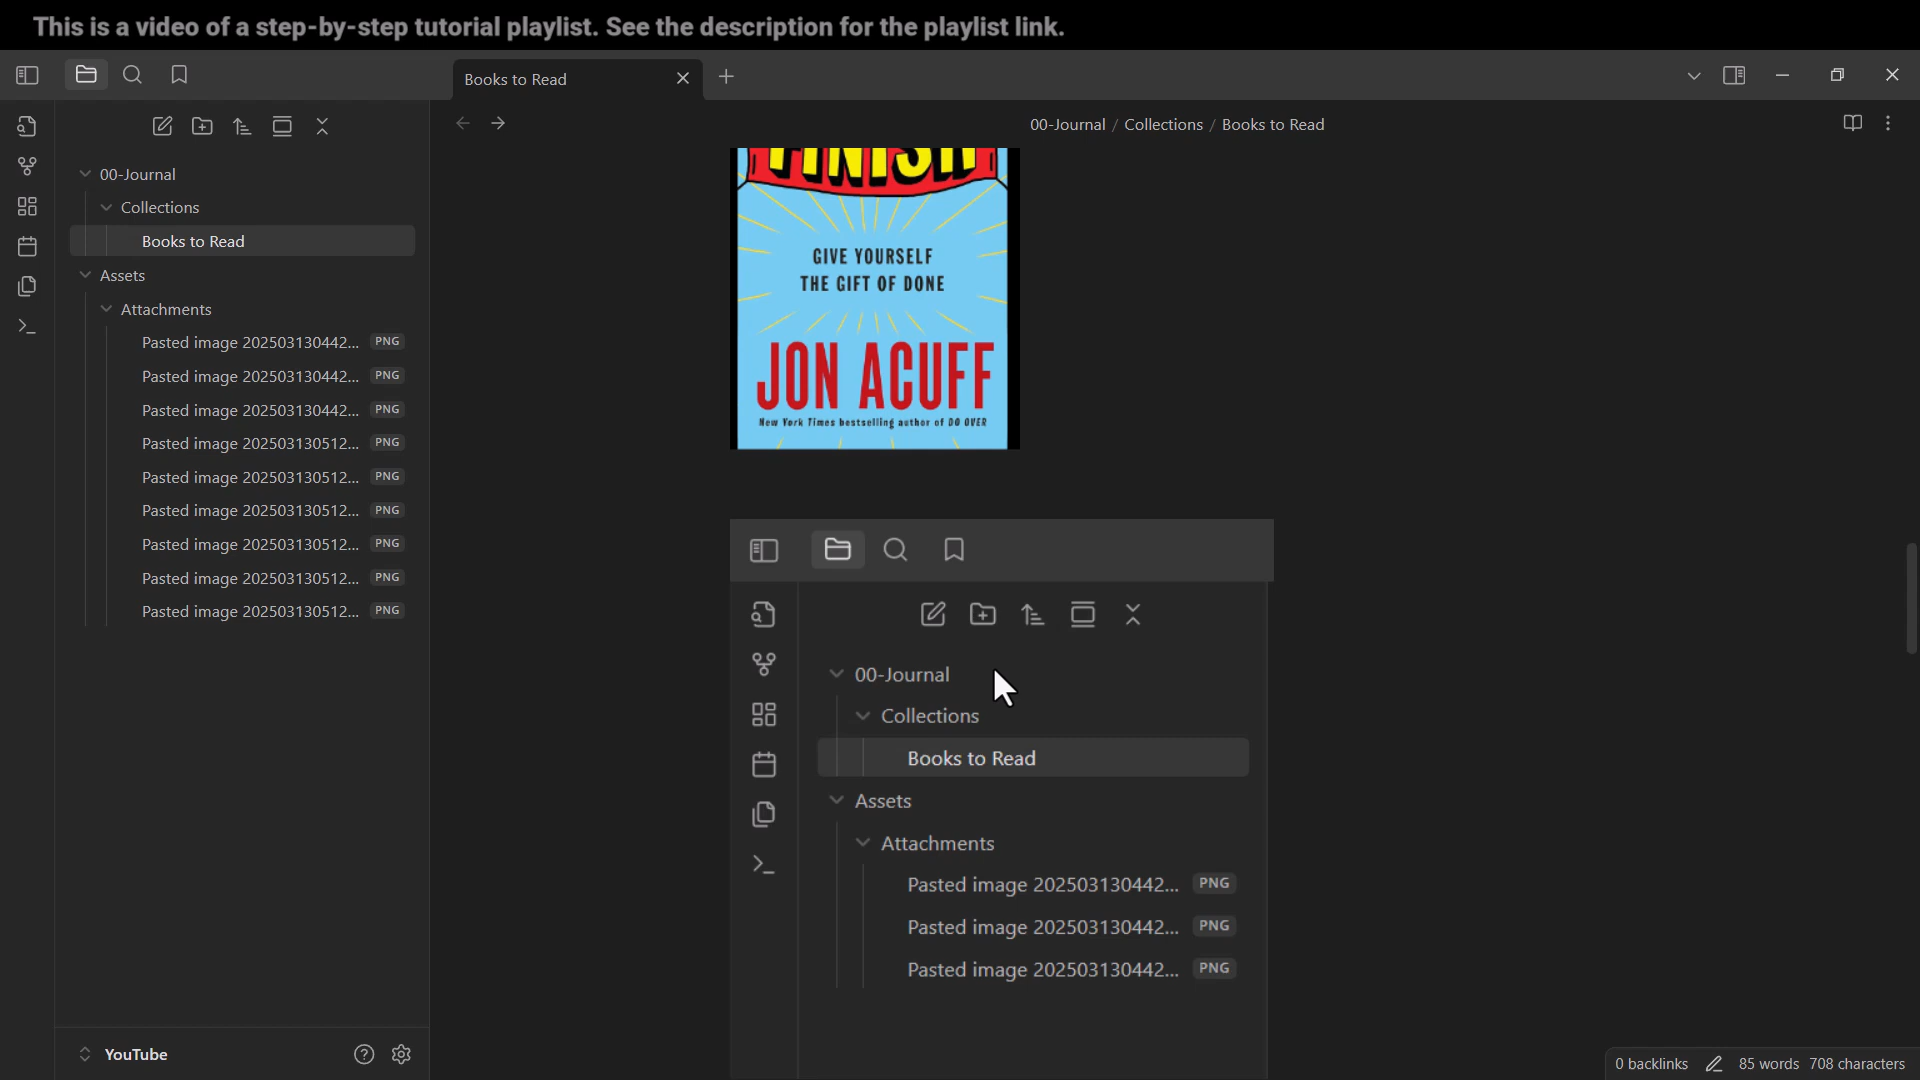 This is a video of a step-by-step tutorial playlist. See the description for the playlist link.
Books to Read
00-Journal / Collections / Books to Read
00-Journal
Collections
Books to Read
Assets
Attachments
Pasted image 202503130442... PNG
Pasted image 202503130442... PNG
Pasted image 202503130442... PNG
Pasted image 202503130512... PNG
Pasted image 202503130512... PNG
Pasted image 202503130512... PNG
Pasted image 202503130512... PNG
Pasted image 202503130512... PNG
Pasted image 202503130512... PNG
YouTube
FINISH
GIVE YOURSELF
THE GIFT OF DONE
JON ACUFF
New York Times bestselling author of DO OVER
00-Journal
Collections
Books to Read
Assets
Attachments
Pasted image 202503130442... PNG
Pasted image 202503130442... PNG
Pasted image 202503130442... PNG
0 backlinks 85 words 708 characters